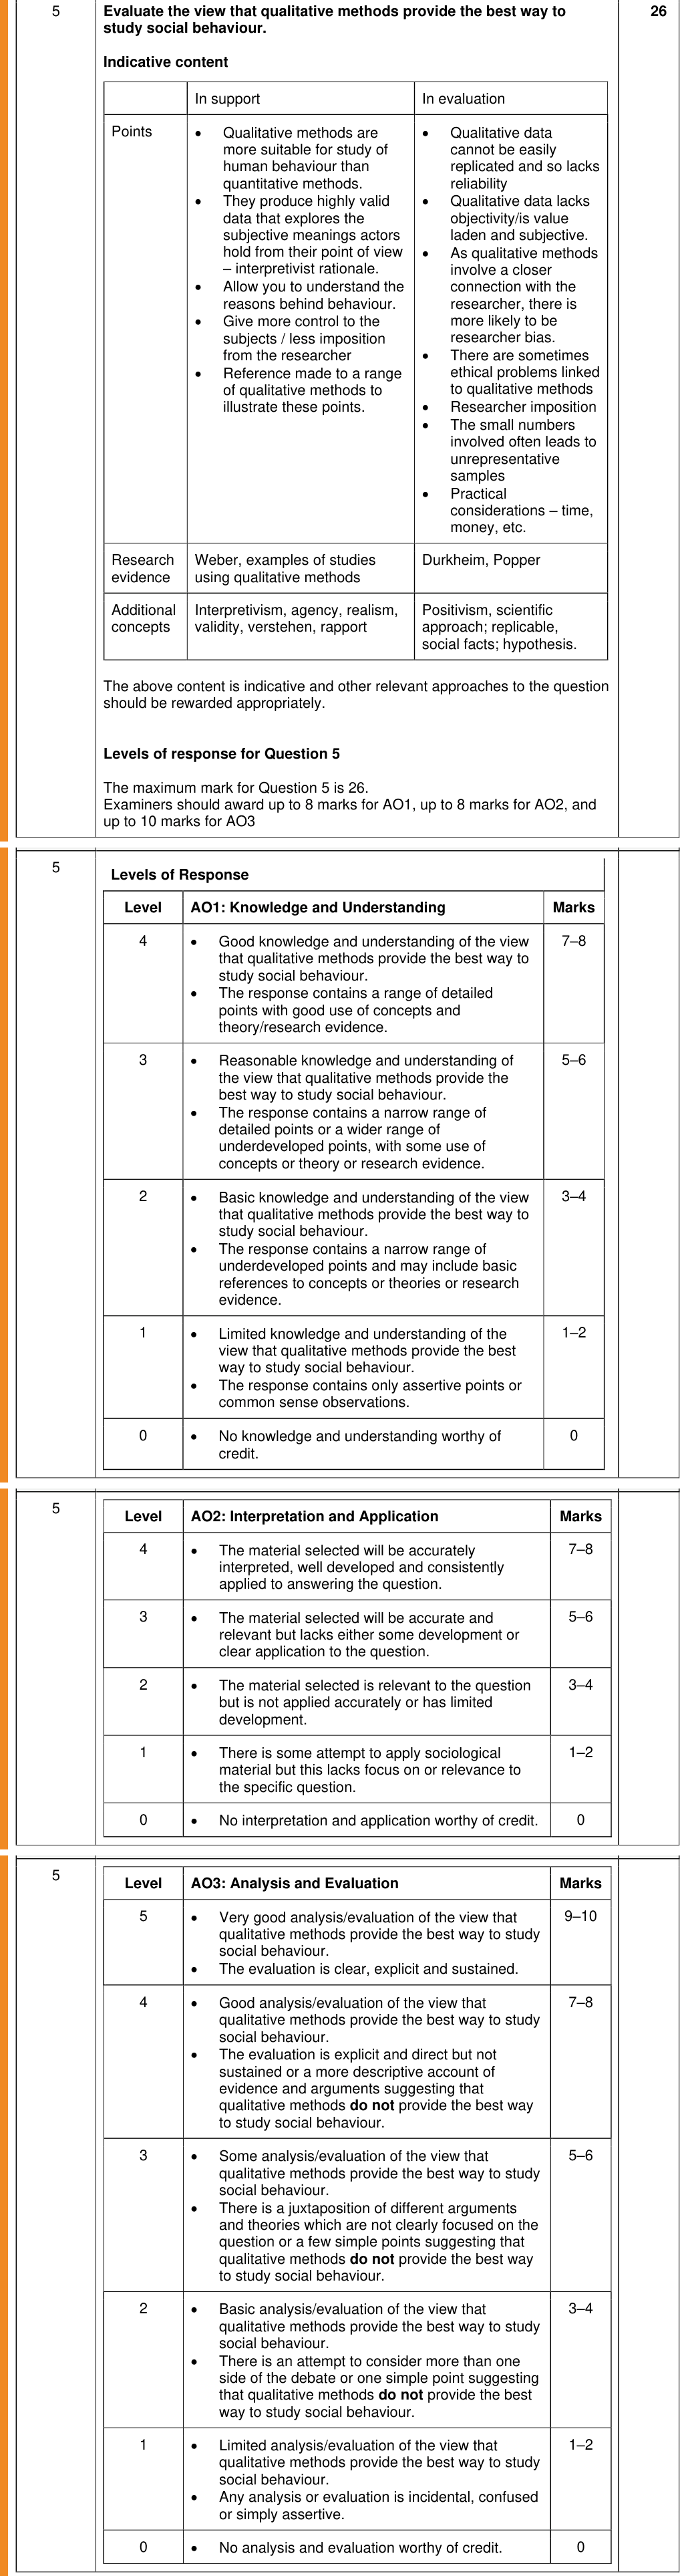 5
Evaluate the view that qualitative methods provide the best way to
study social behaviour.
26
Indicative content
In support
In evaluation
Points
• Qualitative methods are
more suitable for study of
human behaviour than
quantitative methods.
• They produce highly valid
data that explores the
subjective meanings actors
hold from their point of view
– interpretivist rationale.
• Allow you to understand the
reasons behind behaviour.
• Give more control to the
subjects / less imposition
from the researcher
• Reference made to a range
of qualitative methods to
illustrate these points.
• Qualitative data
cannot be easily
replicated and so lacks
reliability
• Qualitative data lacks
objectivity/is value
laden and subjective.
• As qualitative methods
involve a closer
connection with the
researcher, there is
more likely to be
researcher bias.
• There are sometimes
ethical problems linked
to qualitative methods
• Researcher imposition
• The small numbers
involved often leads to
unrepresentative
samples
• Practical
considerations – time,
money, etc.
Research
evidence
Weber, examples of studies
using qualitative methods
Durkheim, Popper
Additional
concepts
Interpretivism, agency, realism,
validity, verstehen, rapport
Positivism, scientific
approach; replicable,
social facts; hypothesis.
The above content is indicative and other relevant approaches to the question
should be rewarded appropriately.
Levels of response for Question 5
The maximum mark for Question 5 is 26.
Examiners should award up to 8 marks for AO1, up to 8 marks for AO2, and
up to 10 marks for AO3
5
Levels of Response
Level
AO1: Knowledge and Understanding
Marks
4
• Good knowledge and understanding of the view
that qualitative methods provide the best way to
study social behaviour.
• The response contains a range of detailed
points with good use of concepts and
theory/research evidence.
7–8
3
• Reasonable knowledge and understanding of
the view that qualitative methods provide the
best way to study social behaviour.
• The response contains a narrow range of
detailed points or a wider range of
underdeveloped points, with some use of
concepts or theory or research evidence.
5–6
2
• Basic knowledge and understanding of the view
that qualitative methods provide the best way to
study social behaviour.
• The response contains a narrow range of
underdeveloped points and may include basic
references to concepts or theories or research
evidence.
3–4
1
• Limited knowledge and understanding of the
view that qualitative methods provide the best
way to study social behaviour.
• The response contains only assertive points or
common sense observations.
1–2
0
• No knowledge and understanding worthy of
credit.
0
5
Level
AO2: Interpretation and Application
Marks
4
• The material selected will be accurately
interpreted, well developed and consistently
applied to answering the question.
7–8
3
• The material selected will be accurate and
relevant but lacks either some development or
clear application to the question.
5–6
2
• The material selected is relevant to the question
but is not applied accurately or has limited
development.
3–4
1
• There is some attempt to apply sociological
material but this lacks focus on or relevance to
the specific question.
1–2
0
• No interpretation and application worthy of credit.
0
5
Level
AO3: Analysis and Evaluation
Marks
5
• Very good analysis/evaluation of the view that
qualitative methods provide the best way to study
social behaviour.
• The evaluation is clear, explicit and sustained.
9–10
4
• Good analysis/evaluation of the view that
qualitative methods provide the best way to study
social behaviour.
• The evaluation is explicit and direct but not
sustained or a more descriptive account of
evidence and arguments suggesting that
qualitative methods do not provide the best way
to study social behaviour.
7–8
3
• Some analysis/evaluation of the view that
qualitative methods provide the best way to study
social behaviour.
• There is a juxtaposition of different arguments
and theories which are not clearly focused on the
question or a few simple points suggesting that
qualitative methods do not provide the best way
to study social behaviour.
5–6
2
• Basic analysis/evaluation of the view that
qualitative methods provide the best way to study
social behaviour.
• There is an attempt to consider more than one
side of the debate or one simple point suggesting
that qualitative methods do not provide the best
way to study social behaviour.
3–4
1
• Limited analysis/evaluation of the view that
qualitative methods provide the best way to study
social behaviour.
• Any analysis or evaluation is incidental, confused
or simply assertive.
1–2
0
• No analysis and evaluation worthy of credit.
0